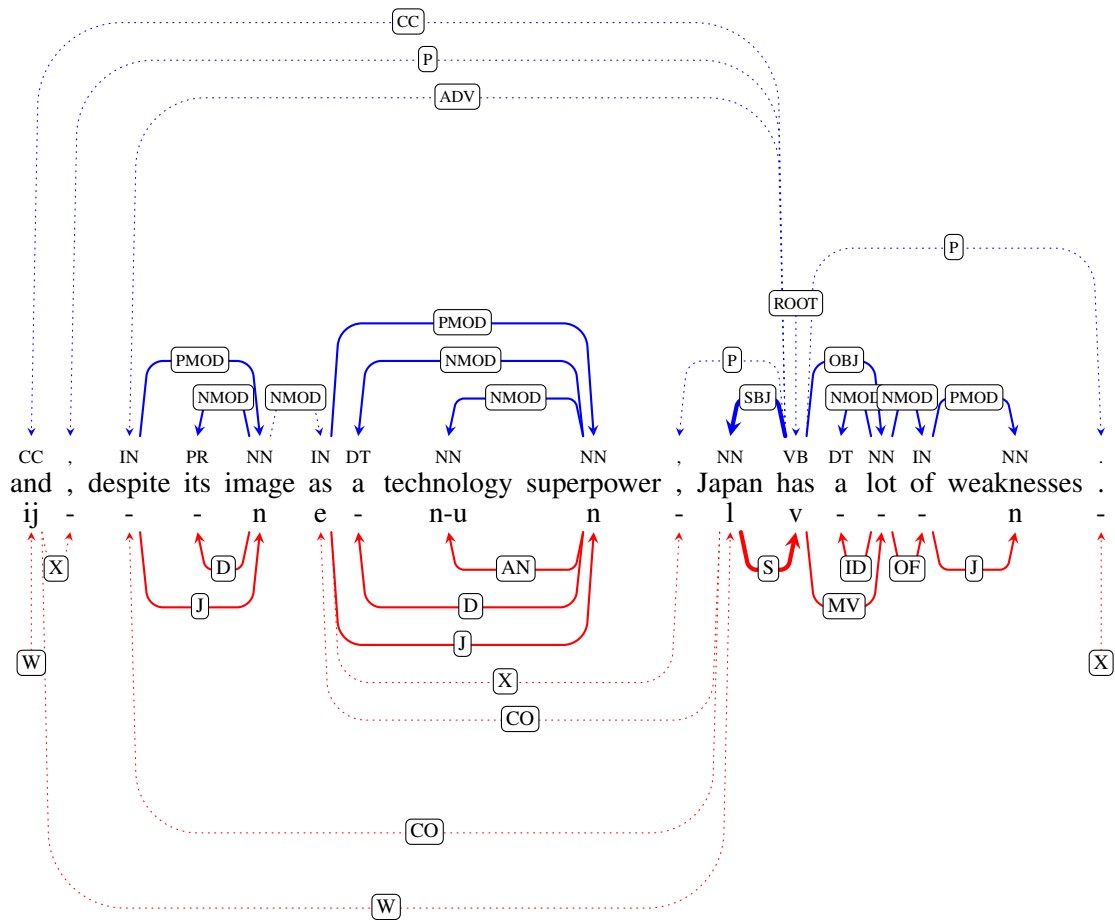 CC
P
ADV
P
ROOT
PMOD
PMOD NMOD P OBJ
NMOD NMOD NMOD SBJ NMOD NMOD PMOD
CC , IN PR NN IN DT NN NN , NN VB DT NN IN NN .
and , despite its image as a technology superpower , Japan has a lot of weaknesses .
ij - - - n e - n-u n - l v - - - n -
X D AN S ID OF J
J D MV
J
W X X
CO
CO
W